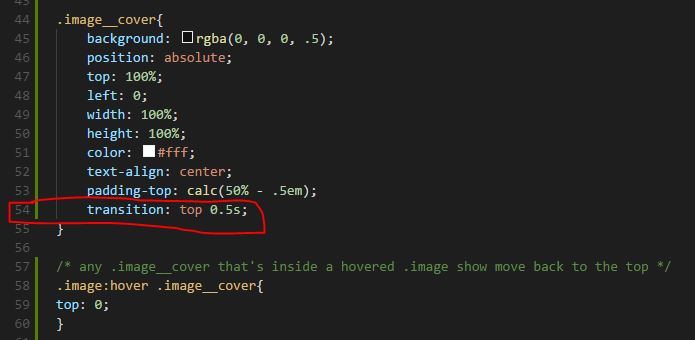 44 .image__cover{
45 background: rgba(0, 0, 0, .5);
46 position: absolute;
47 top: 100%;
48 left: 0;
49 width: 100%;
50 height: 100%;
51 color: #fff;
52 text-align: center;
53 padding-top: calc(50% - .5em);
54 transition: top 0.5s;
55 }
56
57 /* any .image__cover that's inside a hovered .image show move back to the top */
58 .image:hover .image__cover{
59 top: 0;
60 }